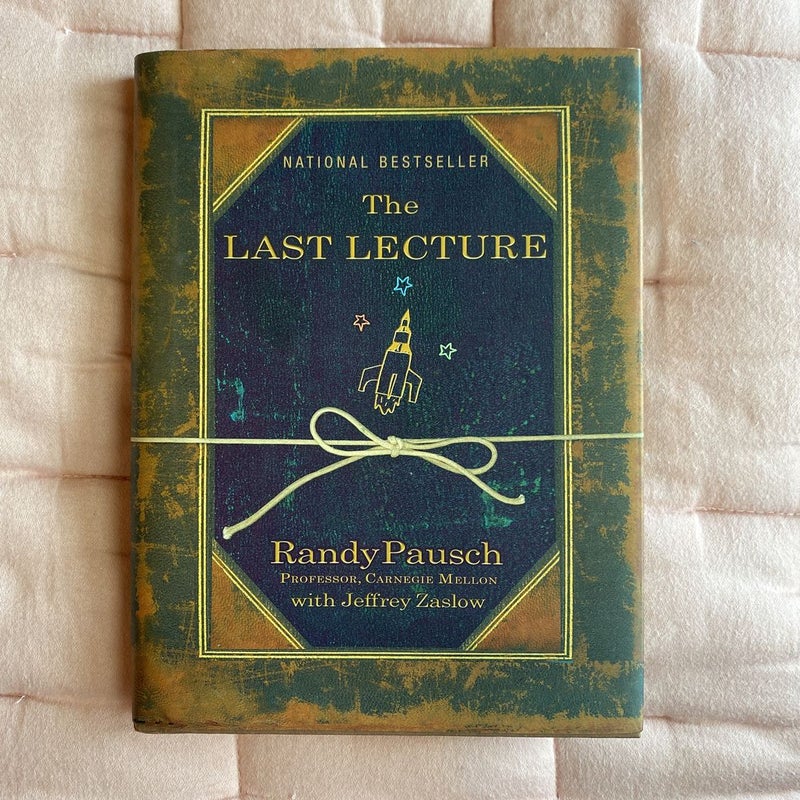 NATIONAL BESTSELLER
The
LAST LECTURE
Randy Pausch
PROFESSOR, CARNEGIE MELLON
with Jeffrey Zaslow